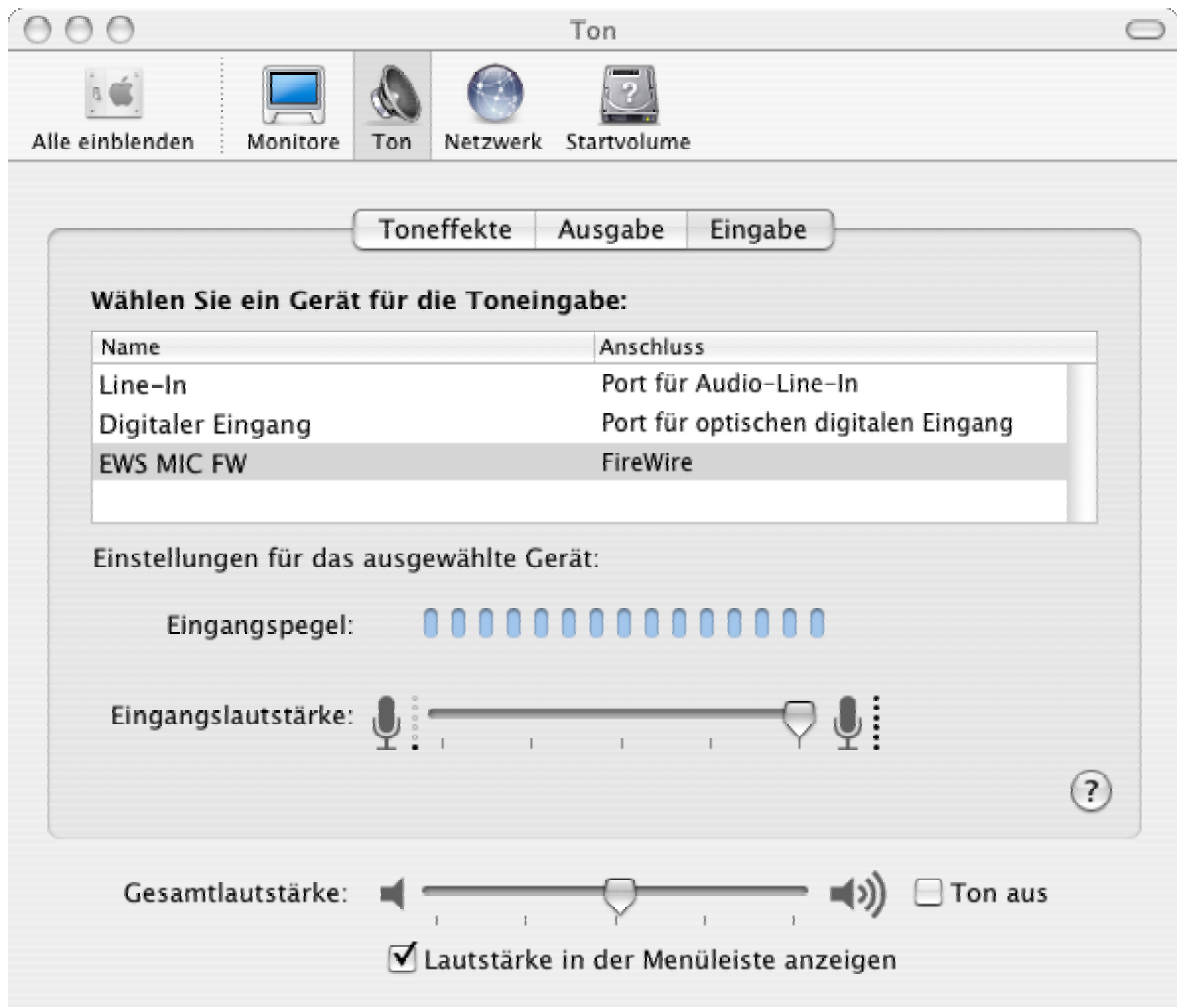 Ton
Alle einblenden Monitore Ton Netzwerk Startvolume
Toneffekte Ausgabe Eingabe
Wählen Sie ein Gerät für die Toneingabe:
Name Anschluss
Line-In Port für Audio-Line-In
Digitaler Eingang Port für optischen digitalen Eingang
EWS MIC FW FireWire
Einstellungen für das ausgewählte Gerät:
Eingangspegel:
Eingangslautstärke:
?
Gesamtlautstärke: Ton aus
Lautstärke in der Menüleiste anzeigen